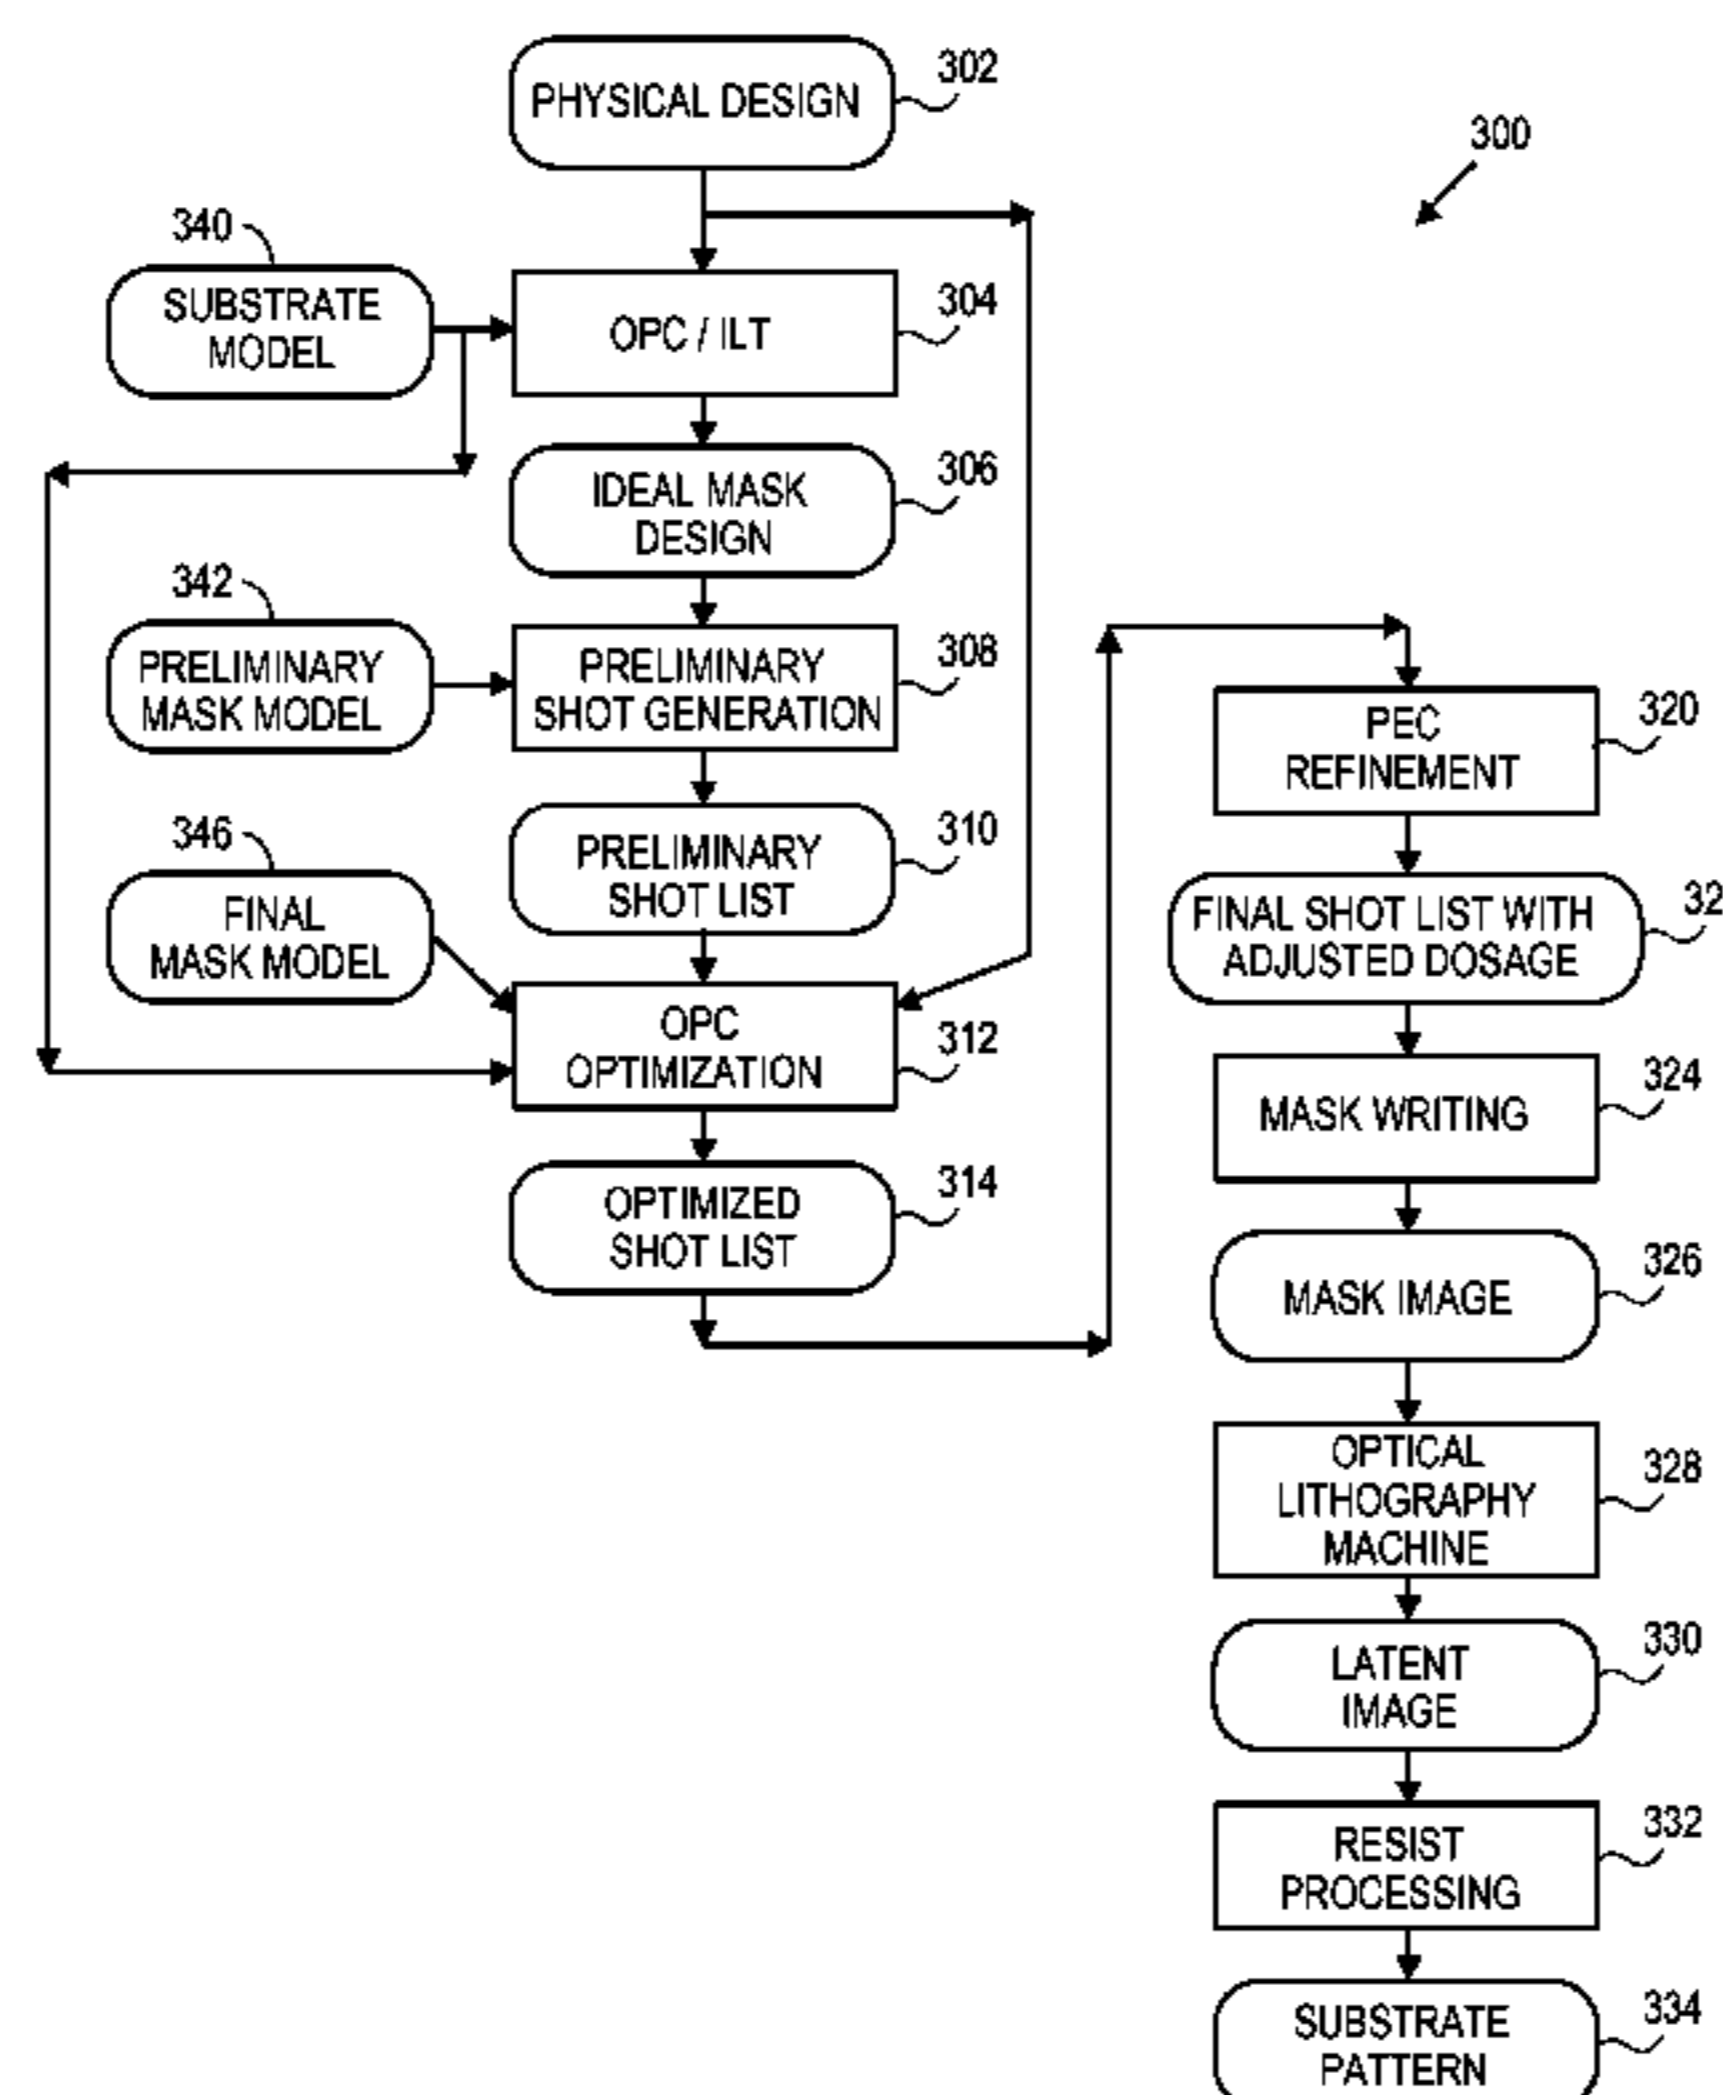 PHYSICAL DESIGN
302
300
340
SUBSTRATE
MODEL
OPC / ILT
304
IDEAL MASK
DESIGN
306
342
PRELIMINARY
MASK MODEL
PRELIMINARY
SHOT GENERATION
308
346
FINAL
MASK MODEL
PRELIMINARY
SHOT LIST
310
OPC
OPTIMIZATION
312
OPTIMIZED
SHOT LIST
314
PEC
REFINEMENT
320
FINAL SHOT LIST WITH
ADJUSTED DOSAGE
32
MASK WRITING
324
MASK IMAGE
326
OPTICAL
LITHOGRAPHY
MACHINE
328
LATENT
IMAGE
330
RESIST
PROCESSING
332
SUBSTRATE
PATTERN
334